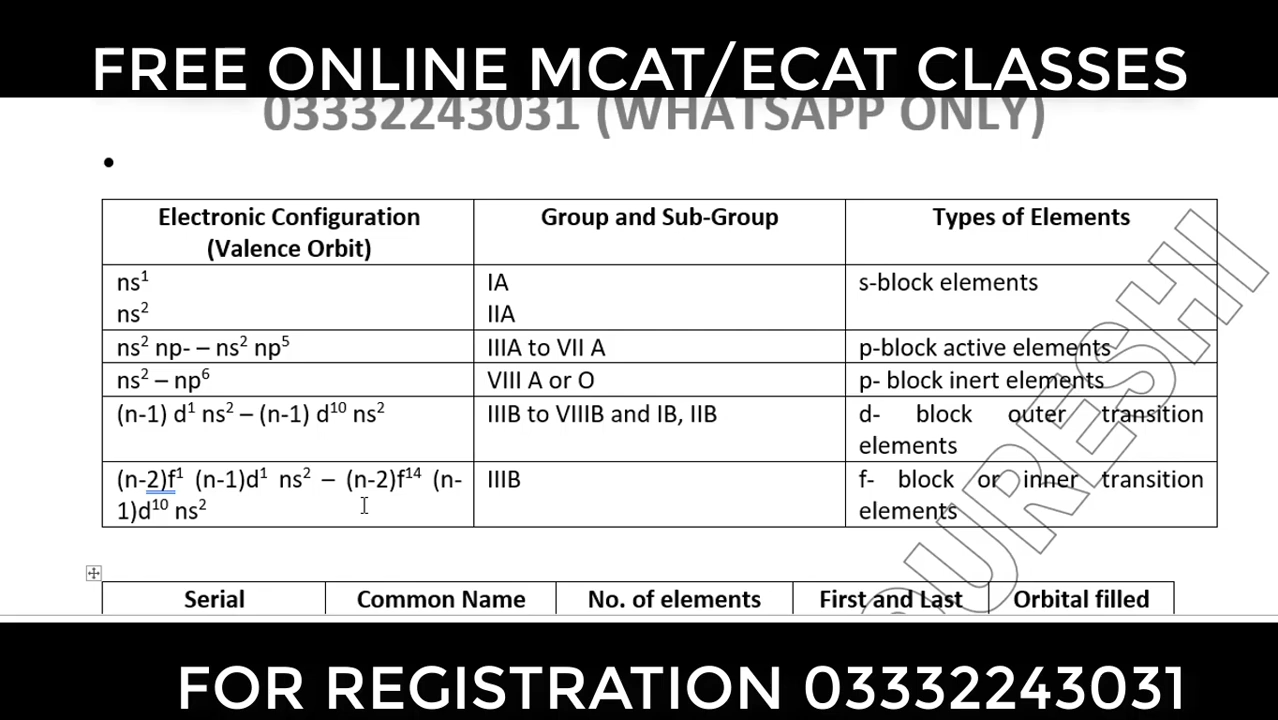 FREE ONLINE MCAT/ECAT CLASSES
03332243031 (WHATSAPP ONLY)
•
Electronic Configuration (Valence Orbit) Group and Sub-Group Types of Elements
ns¹ IA s-block elements
ns² IIA
ns² np- – ns² np⁵ IIIA to VII A p-block active elements
ns² – np⁶ VIII A or O p- block inert elements
(n-1) d¹ ns² – (n-1) d¹⁰ ns² IIIB to VIIIB and IB, IIB d- block outer transition
elements
(n-2)f¹ (n-1)d¹ ns² – (n-2)f¹⁴ (n- IIIB f- block or inner transition
1)d¹⁰ ns² elements
Serial Common Name No. of elements First and Last Orbital filled
FOR REGISTRATION 03332243031